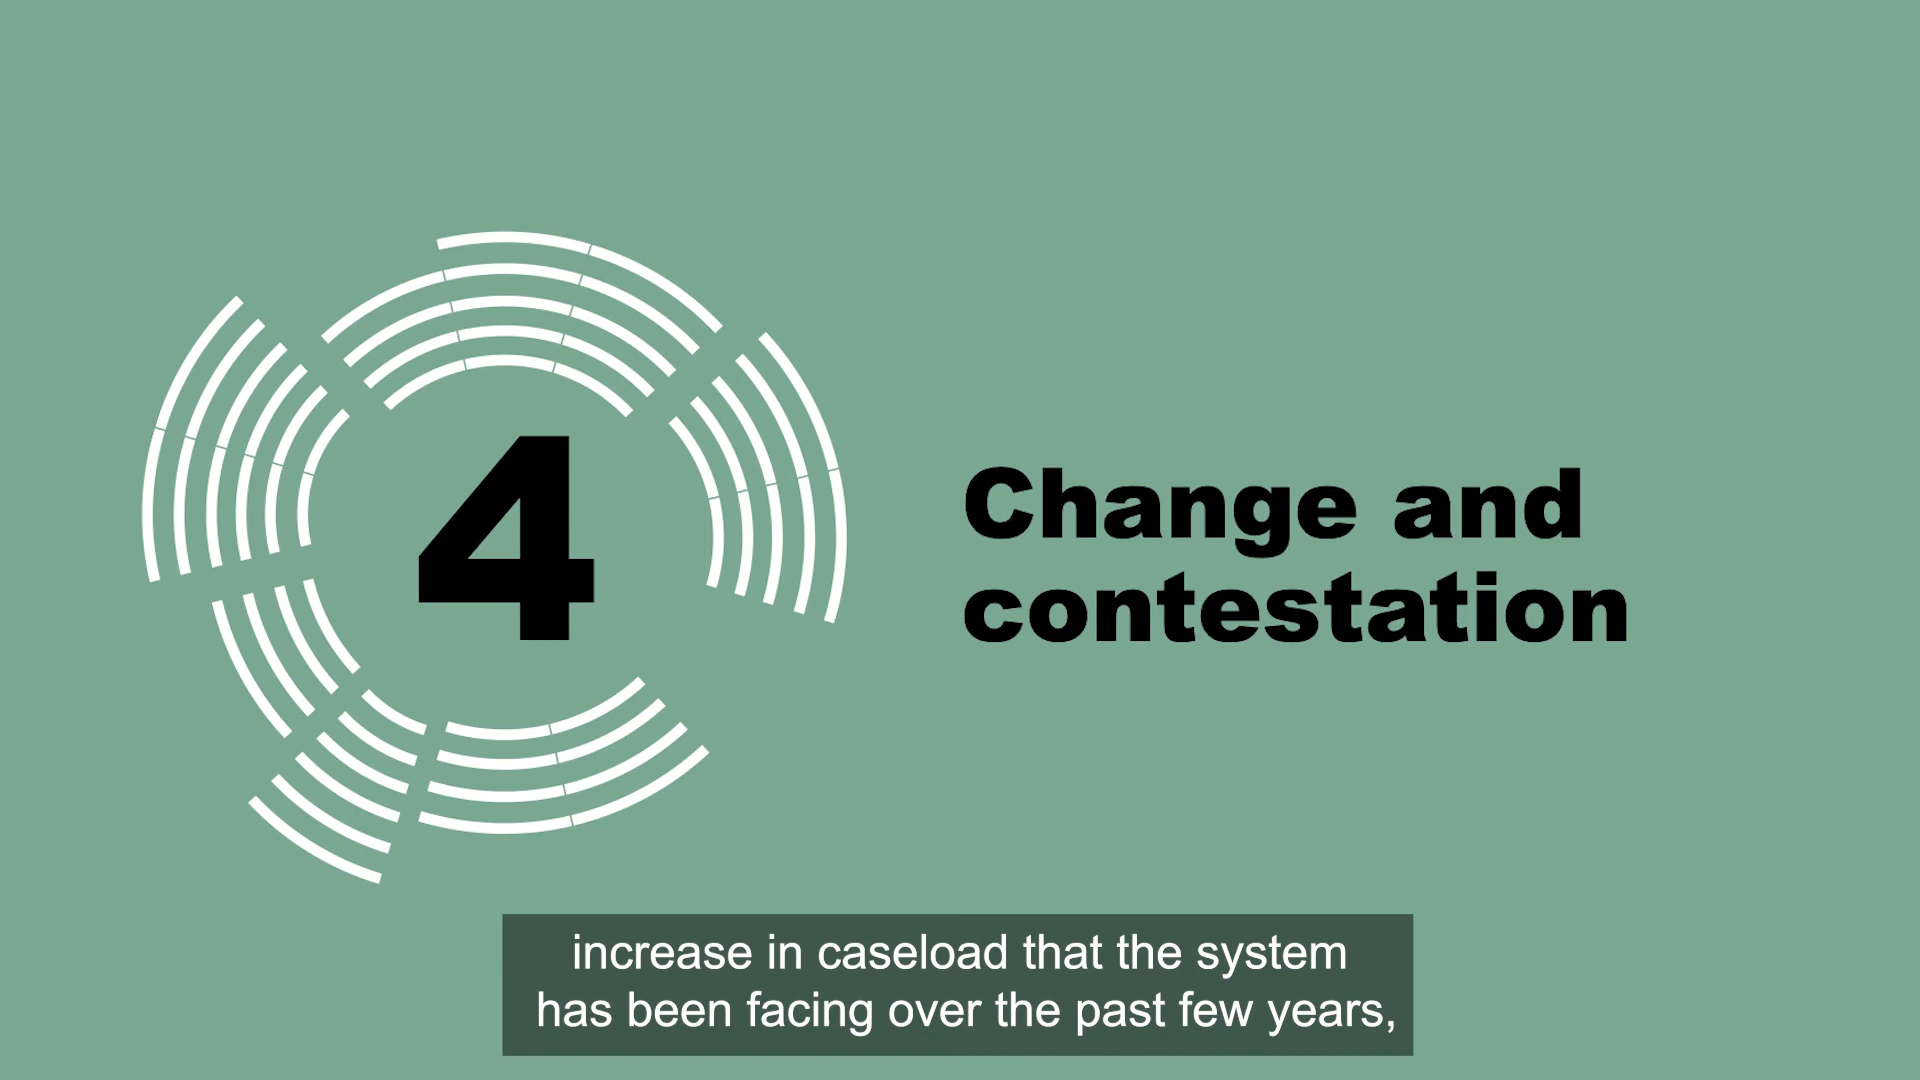 4
Change and
contestation
increase in caseload that the system
has been facing over the past few years,